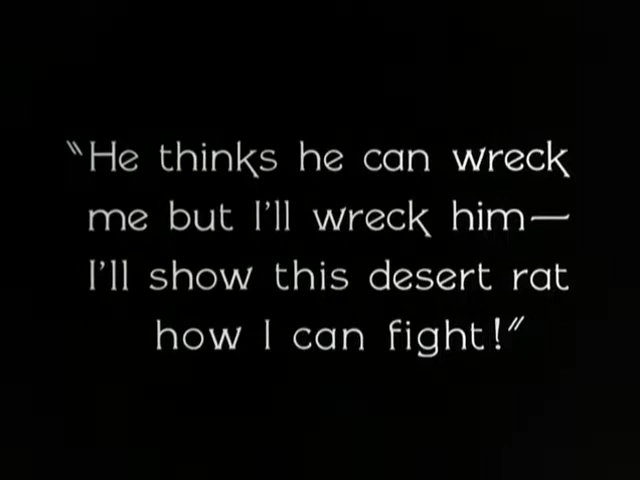 "He thinks he can wreck
me but I'll wreck him—
I'll show this desert rat
how I can fight!"